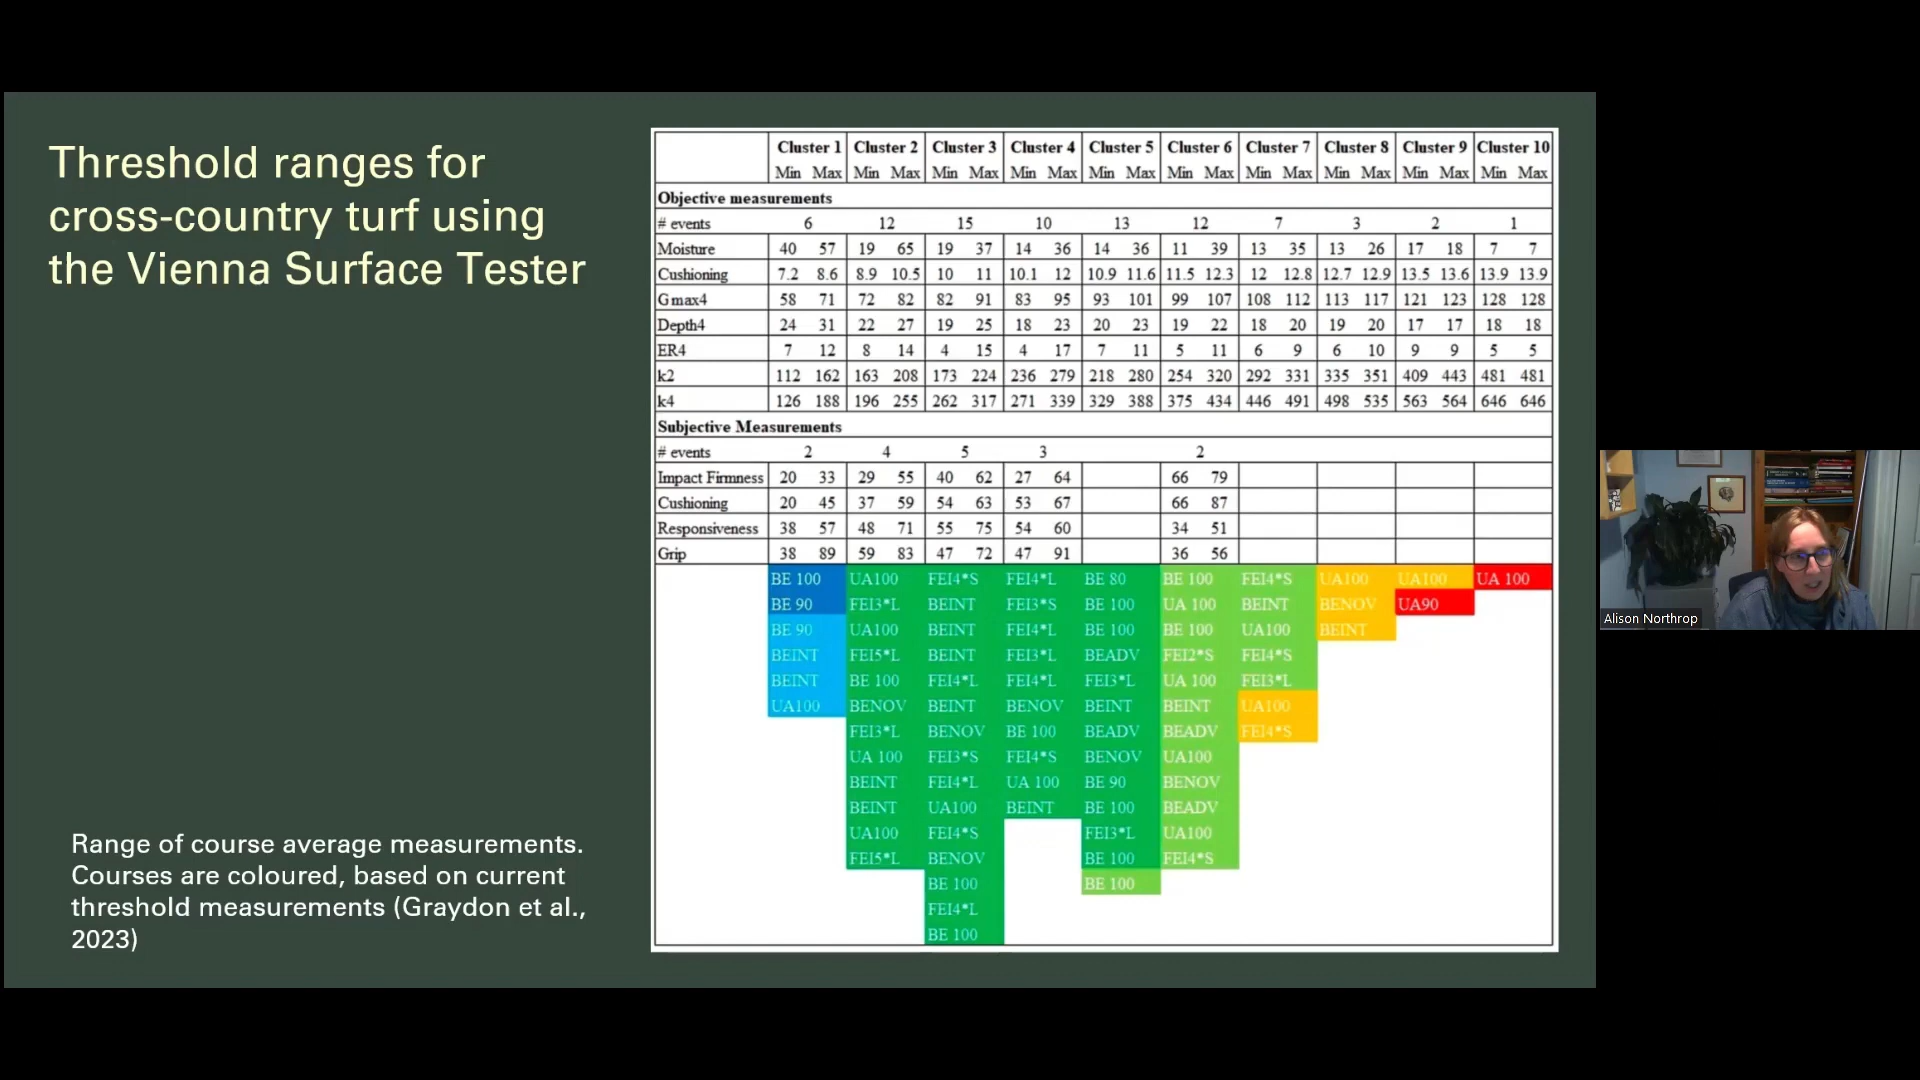 Threshold ranges for
cross-country turf using
the Vienna Surface Tester
Range of course average measurements.
Courses are coloured, based on current
threshold measurements (Graydon et al.,
2023)
Cluster 1 Cluster 2 Cluster 3 Cluster 4 Cluster 5 Cluster 6 Cluster 7 Cluster 8 Cluster 9 Cluster 10
Min Max Min Max Min Max Min Max Min Max Min Max Min Max Min Max Min Max Min Max
Objective measurements
# events 6 12 15 10 13 12 7 3 2 1
Moisture 40 57 19 65 19 37 14 36 14 36 11 39 13 35 13 26 17 18 7 7
Cushioning 7.2 8.6 8.9 10.5 10 11 10.1 12 10.9 11.6 11.5 12.3 12 12.8 12.7 12.9 13.5 13.6 13.9 13.9
Gmax4 58 71 72 82 82 91 83 95 93 101 99 107 108 112 113 117 121 123 128 128
Depth4 24 31 22 27 19 25 18 23 20 23 19 22 18 20 19 20 17 17 18 18
ER4 7 12 8 14 4 15 4 17 7 11 5 11 6 9 6 10 9 9 5 5
k2 112 162 163 208 173 224 236 279 218 280 254 320 292 331 335 351 409 443 481 481
k4 126 188 196 255 262 317 271 339 329 388 375 434 446 491 498 535 563 564 646 646
Subjective Measurements
# events 2 4 5 3 2
Impact Firmness 20 33 29 55 40 62 27 64 66 79
Cushioning 20 45 37 59 54 63 53 67 66 87
Responsiveness 38 57 48 71 55 75 54 60 34 51
Grip 38 89 59 83 47 72 47 91 36 56
BE 100 UA100 FEI4*S FEI4*L BE 80 BE 100 FEI4*S UA100 UA100 UA 100
BE 90 FEI3*L BEINT FEI3*S BE 100 UA 100 BEINT BENOV UA90
BE 90 UA100 BEINT FEI4*L BE 100 BE 100 UA100 BEINT
BEINT FEI5*L BEINT FEI3*L BEADV FEI2*S FEI4*S
BEINT BE 100 FEI4*L FEI4*L FEI3*L UA 100 FEI3*L
UA100 BENOV BEINT BENOV BEINT BEINT UA100
FEI3*L BENOV BE 100 BEADV BEADV FEI4*S
UA 100 FEI3*S FEI4*S BENOV UA100
BEINT FEI4*L UA 100 BE 90 BENOV
BEINT UA100 BEINT BE 100 BEADV
UA100 FEI4*S FEI3*L UA100
FEI5*L BENOV BE 100 FEI4*S
BE 100 BE 100
FEI4*L
BE 100
Alison Northrop